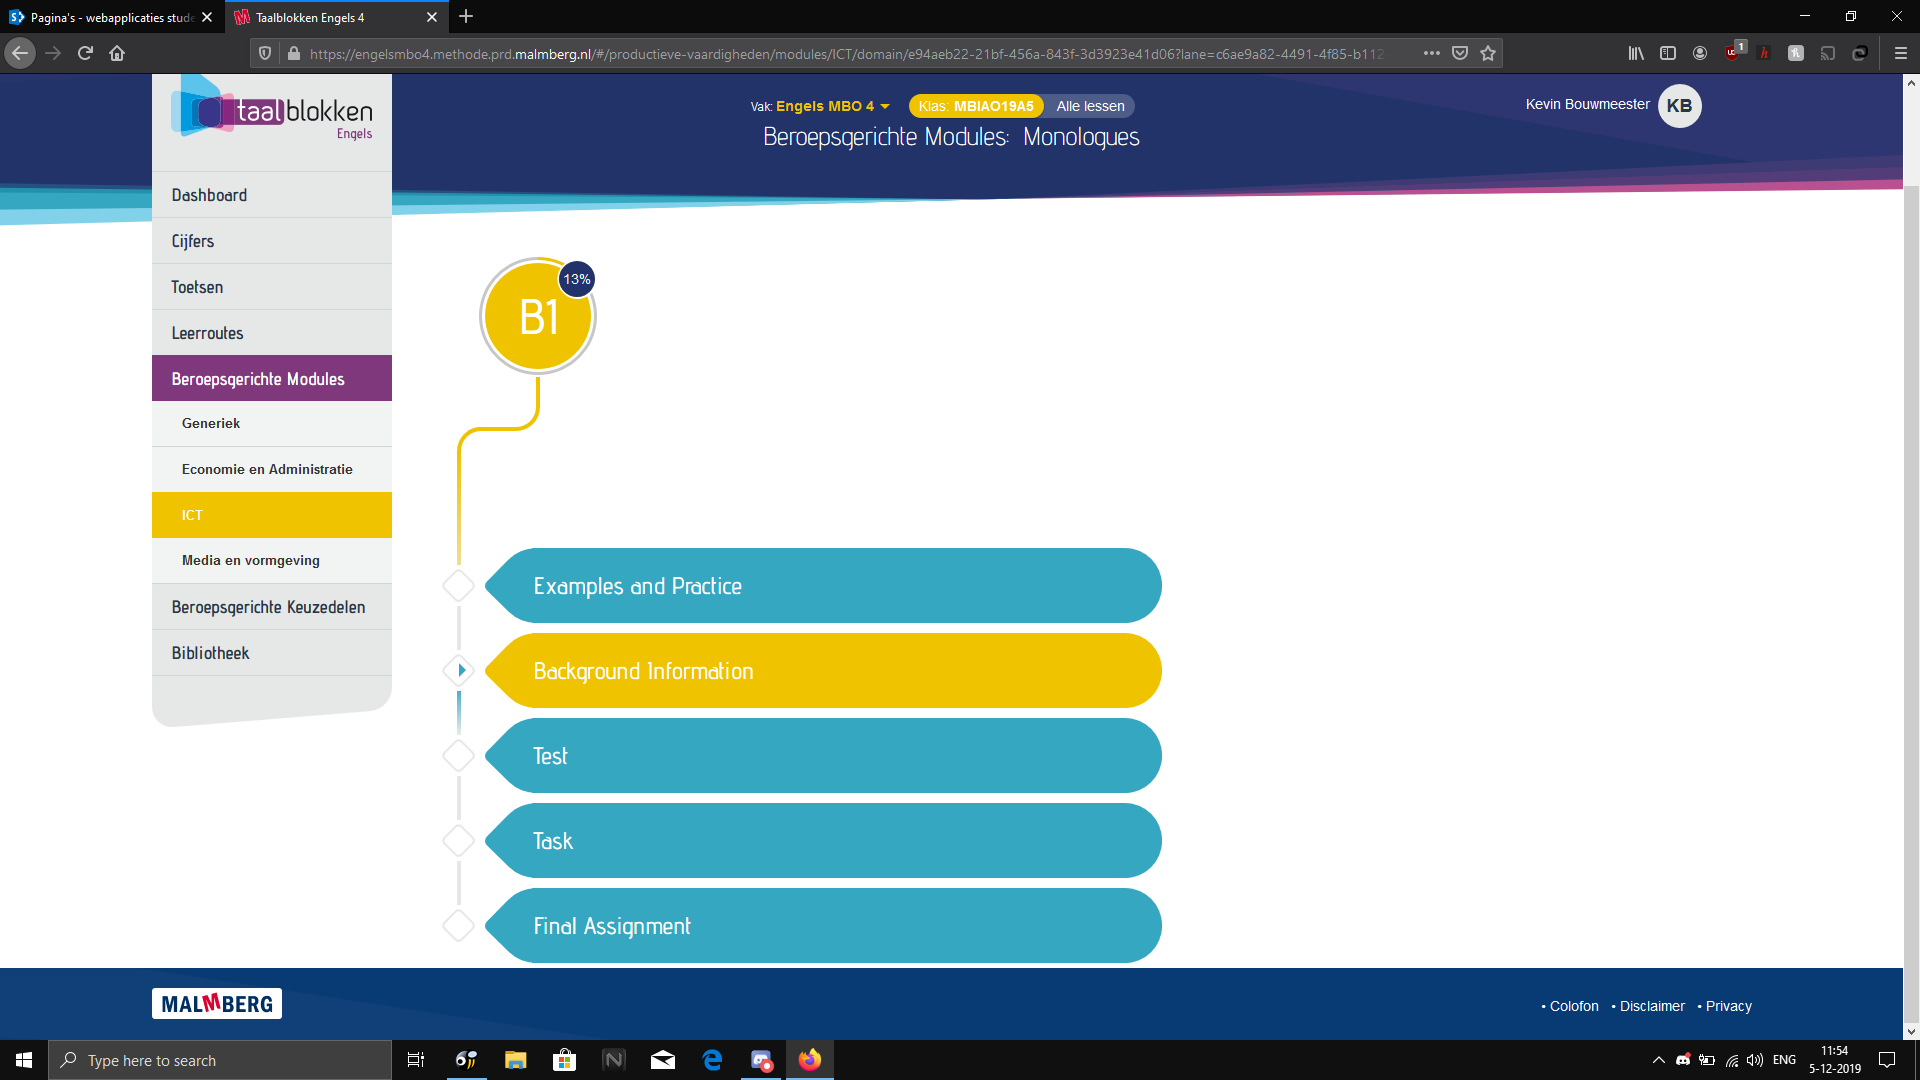 Pagina's - webapplicaties stude
Taalblokken Engels 4
https://engelsmbo4.methode.prd.malmberg.nl/#/productieve-vaardigheden/modules/ICT/domain/e94aeb22-21bf-456a-843f-3d3923e41d06?lane=c6ae9a82-4491-4f85-b112
1
taalblokken
Engels
Vak: Engels MBO 4
Klas: MBIAO19A5
Alle lessen
Kevin Bouwmeester
KB
Beroepsgerichte Modules: Monologues
Dashboard
Cijfers
Toetsen
Leerroutes
Beroepsgerichte Modules
Generiek
Economie en Administratie
ICT
Media en vormgeving
Beroepsgerichte Keuzedelen
Bibliotheek
13%
B1
Examples and Practice
Background Information
Test
Task
Final Assignment
MALMBERG
• Colofon • Disclaimer • Privacy
Type here to search
ENG
11:54
5-12-2019